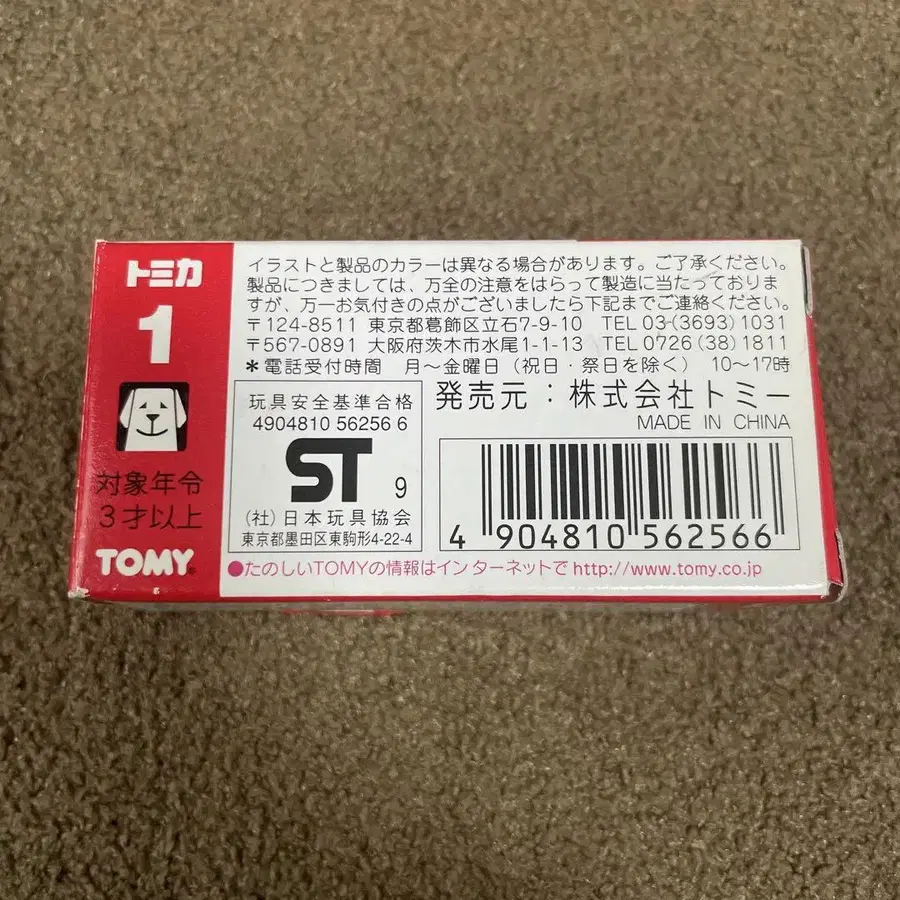 トミカ
1
対象年令
3才以上
TOMY
イラストと製品のカラーは異なる場合があります。ご了承ください。
製品につきましては、万全の注意をはらって製造に当たっておりま
すが、万一お気付きの点がございましたら下記までご連絡ください。
〒124-8511 東京都葛飾区立石7-9-10 TEL 03-(3693)1031
〒567-0891 大阪府茨木市水尾1-1-13 TEL 0726(38)1811
*電話受付時間 月〜金曜日(祝日・祭日を除く) 10〜17時
玩具安全基準合格
4904810 56256 6
ST 9
(社)日本玩具協会
東京都墨田区東駒形4-22-4
発売元:株式会社トミー
MADE IN CHINA
4 904810 562566
●たのしいTOMYの情報はインターネットで http://www.tomy.co.jp